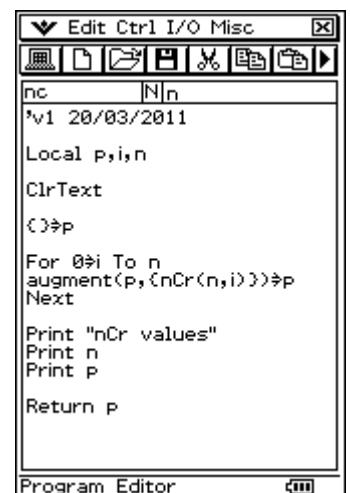 Edit Ctrl I/O Misc
nc N n
'v1 20/03/2011
Local p,i,n
ClrText
{}⇒p
For 0⇒i To n
augment(p,{nCr(n,i)})⇒p
Next
Print "nCr values"
Print n
Print p
Return p
Program Editor